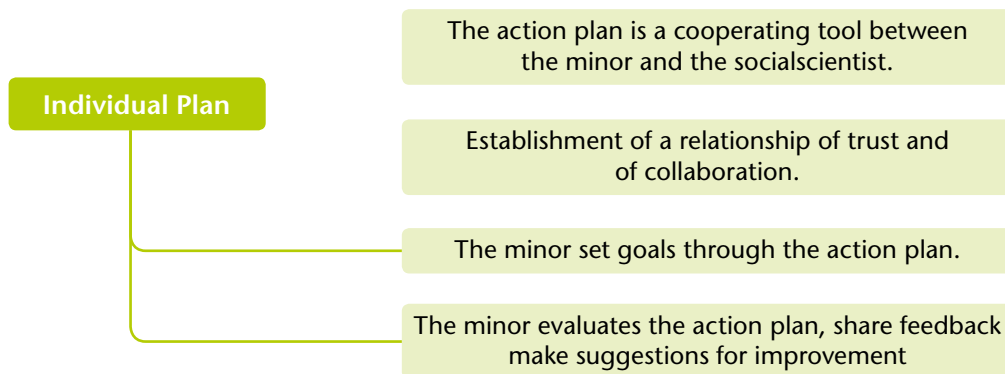 The action plan is a cooperating tool between
the minor and the socialscientist.
Individual Plan
Establishment of a relationship of trust and
of collaboration.
The minor set goals through the action plan.
The minor evaluates the action plan, share feedback
make suggestions for improvement